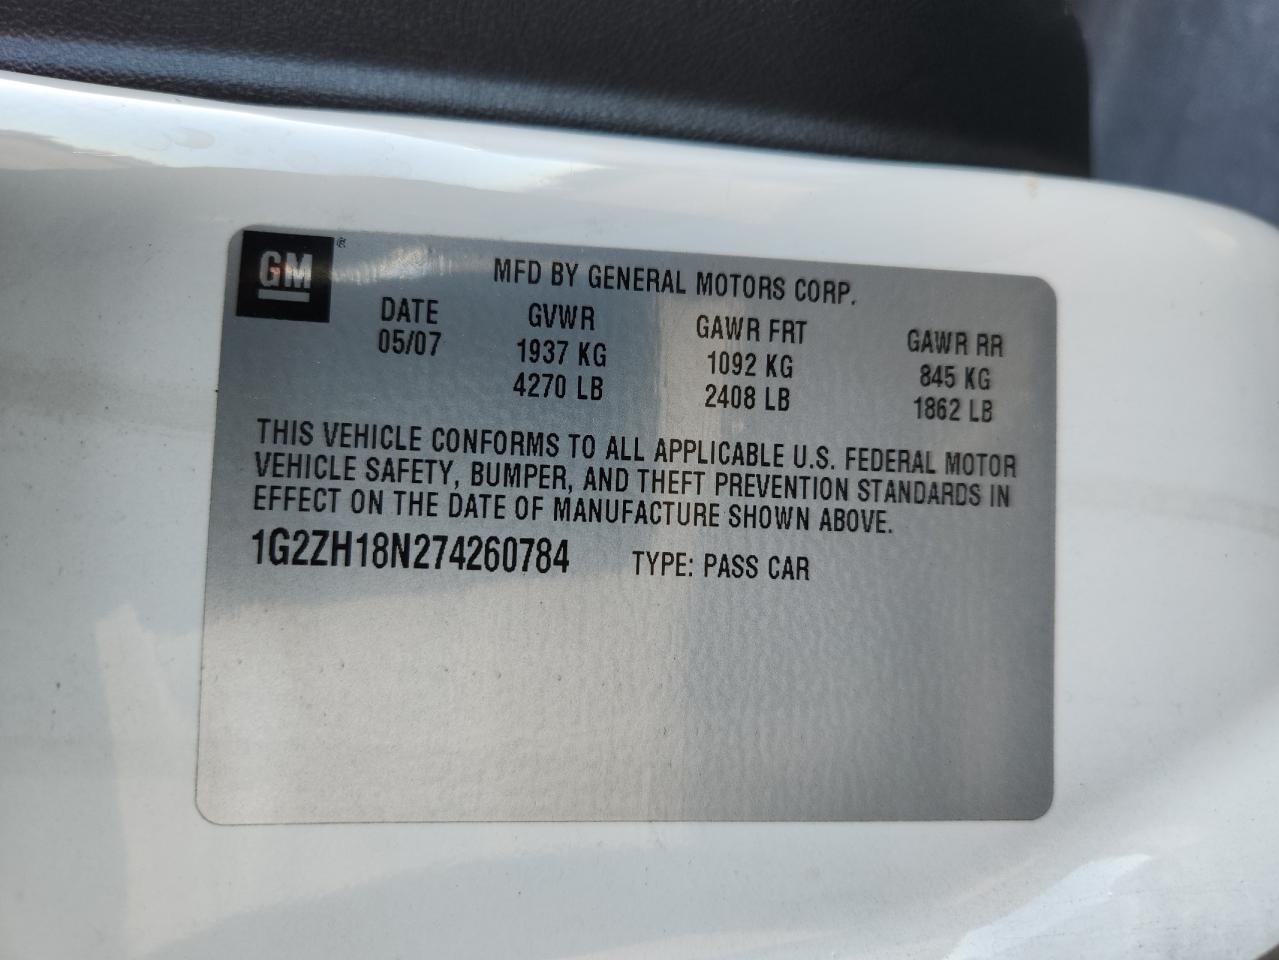 GM ®
MFD BY GENERAL MOTORS CORP.
DATE GVWR GAWR FRT GAWR RR
05/07 1937 KG 1092 KG 845 KG
4270 LB 2408 LB 1862 LB
THIS VEHICLE CONFORMS TO ALL APPLICABLE U.S. FEDERAL MOTOR
VEHICLE SAFETY, BUMPER, AND THEFT PREVENTION STANDARDS IN
EFFECT ON THE DATE OF MANUFACTURE SHOWN ABOVE.
1G2ZH18N274260784 TYPE: PASS CAR